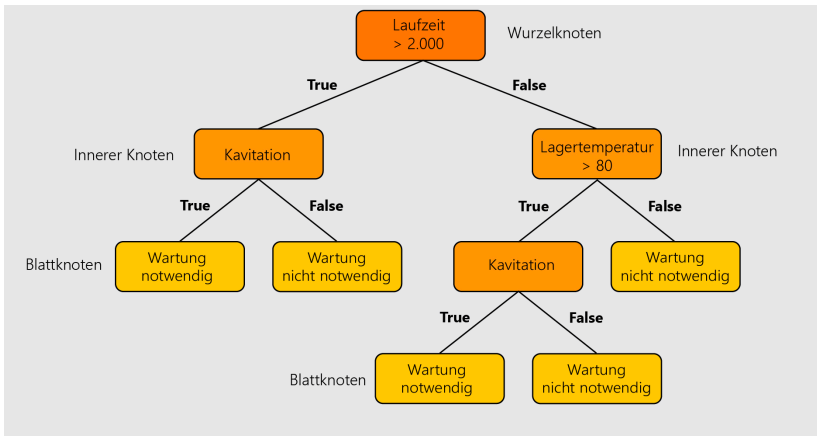 Laufzeit
> 2.000
Wurzelknoten
True
False
Innerer Knoten
Kavitation
Lagertemperatur
> 80
Innerer Knoten
True
False
True
False
Blattknoten
Wartung
notwendig
Wartung
nicht notwendig
Kavitation
Wartung
nicht notwendig
True
False
Blattknoten
Wartung
notwendig
Wartung
nicht notwendig